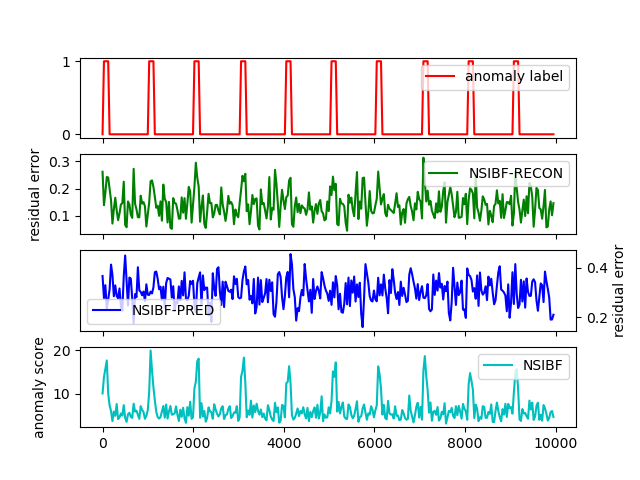 1
anomaly label
0
residual error
0.3
NSIBF-RECON
0.2
0.1
0.4
NSIBF-PRED
0.2
residual error
anomaly score
20
NSIBF
10
0 2000 4000 6000 8000 10000